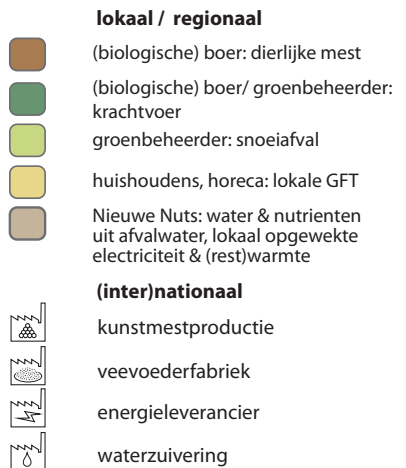 lokaal / regionaal
(biologische) boer: dierlijke mest
(biologische) boer/ groenbeheerder:
krachtvoer
groenbeheerder: snoeiafval
huishoudens, horeca: lokale GFT
Nieuwe Nuts: water & nutrienten
uit afvalwater, lokaal opgewekte
electriciteit & (rest)warmte
(inter)nationaal
kunstmestproductie
veevoederfabriek
energieleverancier
waterzuivering